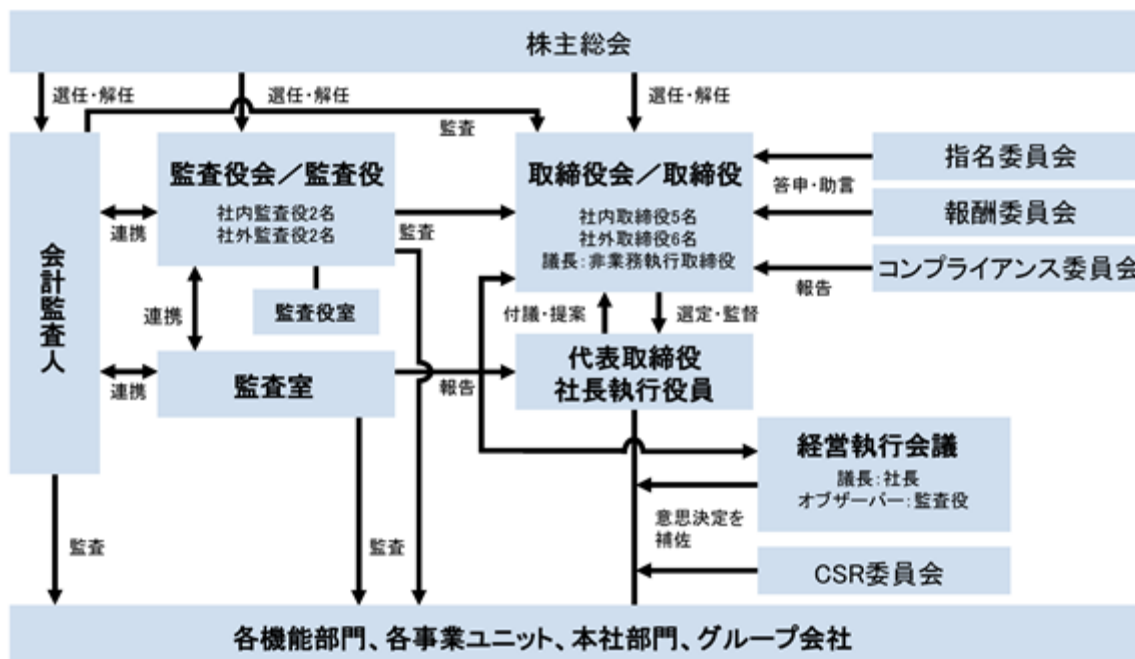 株主総会
選任・解任
選任・解任
選任・解任
監査
会計監査人
監査役会／監査役
社内監査役2名
社外監査役2名
取締役会／取締役
社内取締役5名
社外取締役6名
議長：非業務執行取締役
指名委員会
答申・助言
報酬委員会
コンプライアンス委員会
報告
連携
監査
監査役室
連携
付議・提案
選定・監督
監査室
連携
報告
代表取締役
社長執行役員
経営執行会議
議長：社長
オブザーバー：監査役
意思決定を
補佐
CSR委員会
監査
監査
各機能部門、各事業ユニット、本社部門、グループ会社